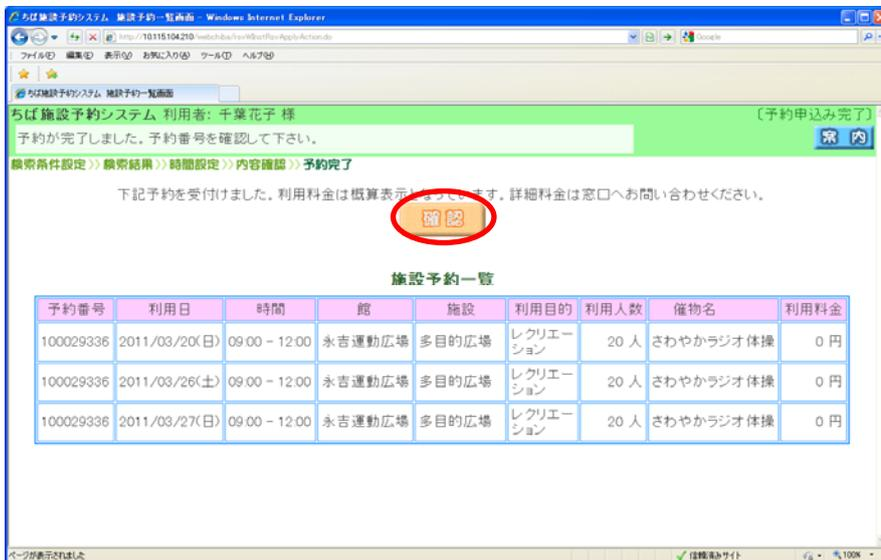 ちば施設予約システム 施設予約一覧画面 - Windows Internet Explorer
http://10.115.104.210/webchiba/rsvWInstRsvApplyAction.do
Google
ファイル(F) 編集(E) 表示(V) お気に入り(A) ツール(T) ヘルプ(H)
ちば施設予約システム 施設予約一覧画面
ちば施設予約システム 利用者: 千葉花子 様 〔予約申込み完了〕
予約が完了しました。予約番号を確認して下さい。 案 内
検索条件設定 >> 検索結果 >> 時間設定 >> 内容確認 >> 予約完了
下記予約を受付けました。利用料金は概算表示となっています。詳細料金は窓口へお問い合わせください。
確 認
施設予約一覧
予約番号 利用日 時間 館 施設 利用目的 利用人数 催物名 利用料金
100029336 2011/03/20(日) 09:00 - 12:00 永吉運動広場 多目的広場 レクリエーション 20 人 さわやかラジオ体操 0 円
100029336 2011/03/26(土) 09:00 - 12:00 永吉運動広場 多目的広場 レクリエーション 20 人 さわやかラジオ体操 0 円
100029336 2011/03/27(日) 09:00 - 12:00 永吉運動広場 多目的広場 レクリエーション 20 人 さわやかラジオ体操 0 円
ページが表示されました 信頼済みサイト 100%